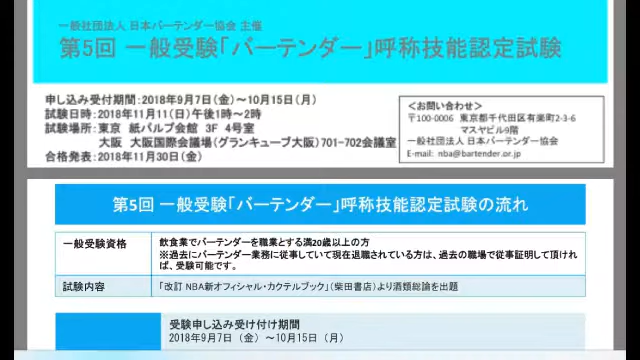 一般社団法人 日本バーテンダー協会 主催
第5回 一般受験「バーテンダー」呼称技能認定試験
申し込み受付期間：2018年9月7日（金）～10月15日（月）
試験日時：2018年11月11（日）午後1時～2時
試験場所：東京 紙パルプ会館 3F 4号室
大阪 大阪国際会議場（グランキューブ大阪）701-702会議室
合格発表：2018年11月30日（金）
＜お問い合わせ＞
〒100-0006 東京都千代田区有楽町2-3-6
マスヤビル9階
一般社団法人 日本バーテンダー協会
E-mail: nba@bartender.or.jp
第5回 一般受験「バーテンダー」呼称技能認定試験の流れ
一般受験資格
飲食業でバーテンダーを職業とする満20歳以上の方
※過去にバーテンダー業務に従事していて現在退職されている方は、過去の職場で従事証明して頂けれ
ば、受験可能です。
試験内容
「改訂 NBA新オフィシャル・カクテルブック」（柴田書店）より酒類総論を出題
受験申し込み受け付け期間
2018年9月7日（金）～10月15日（月）